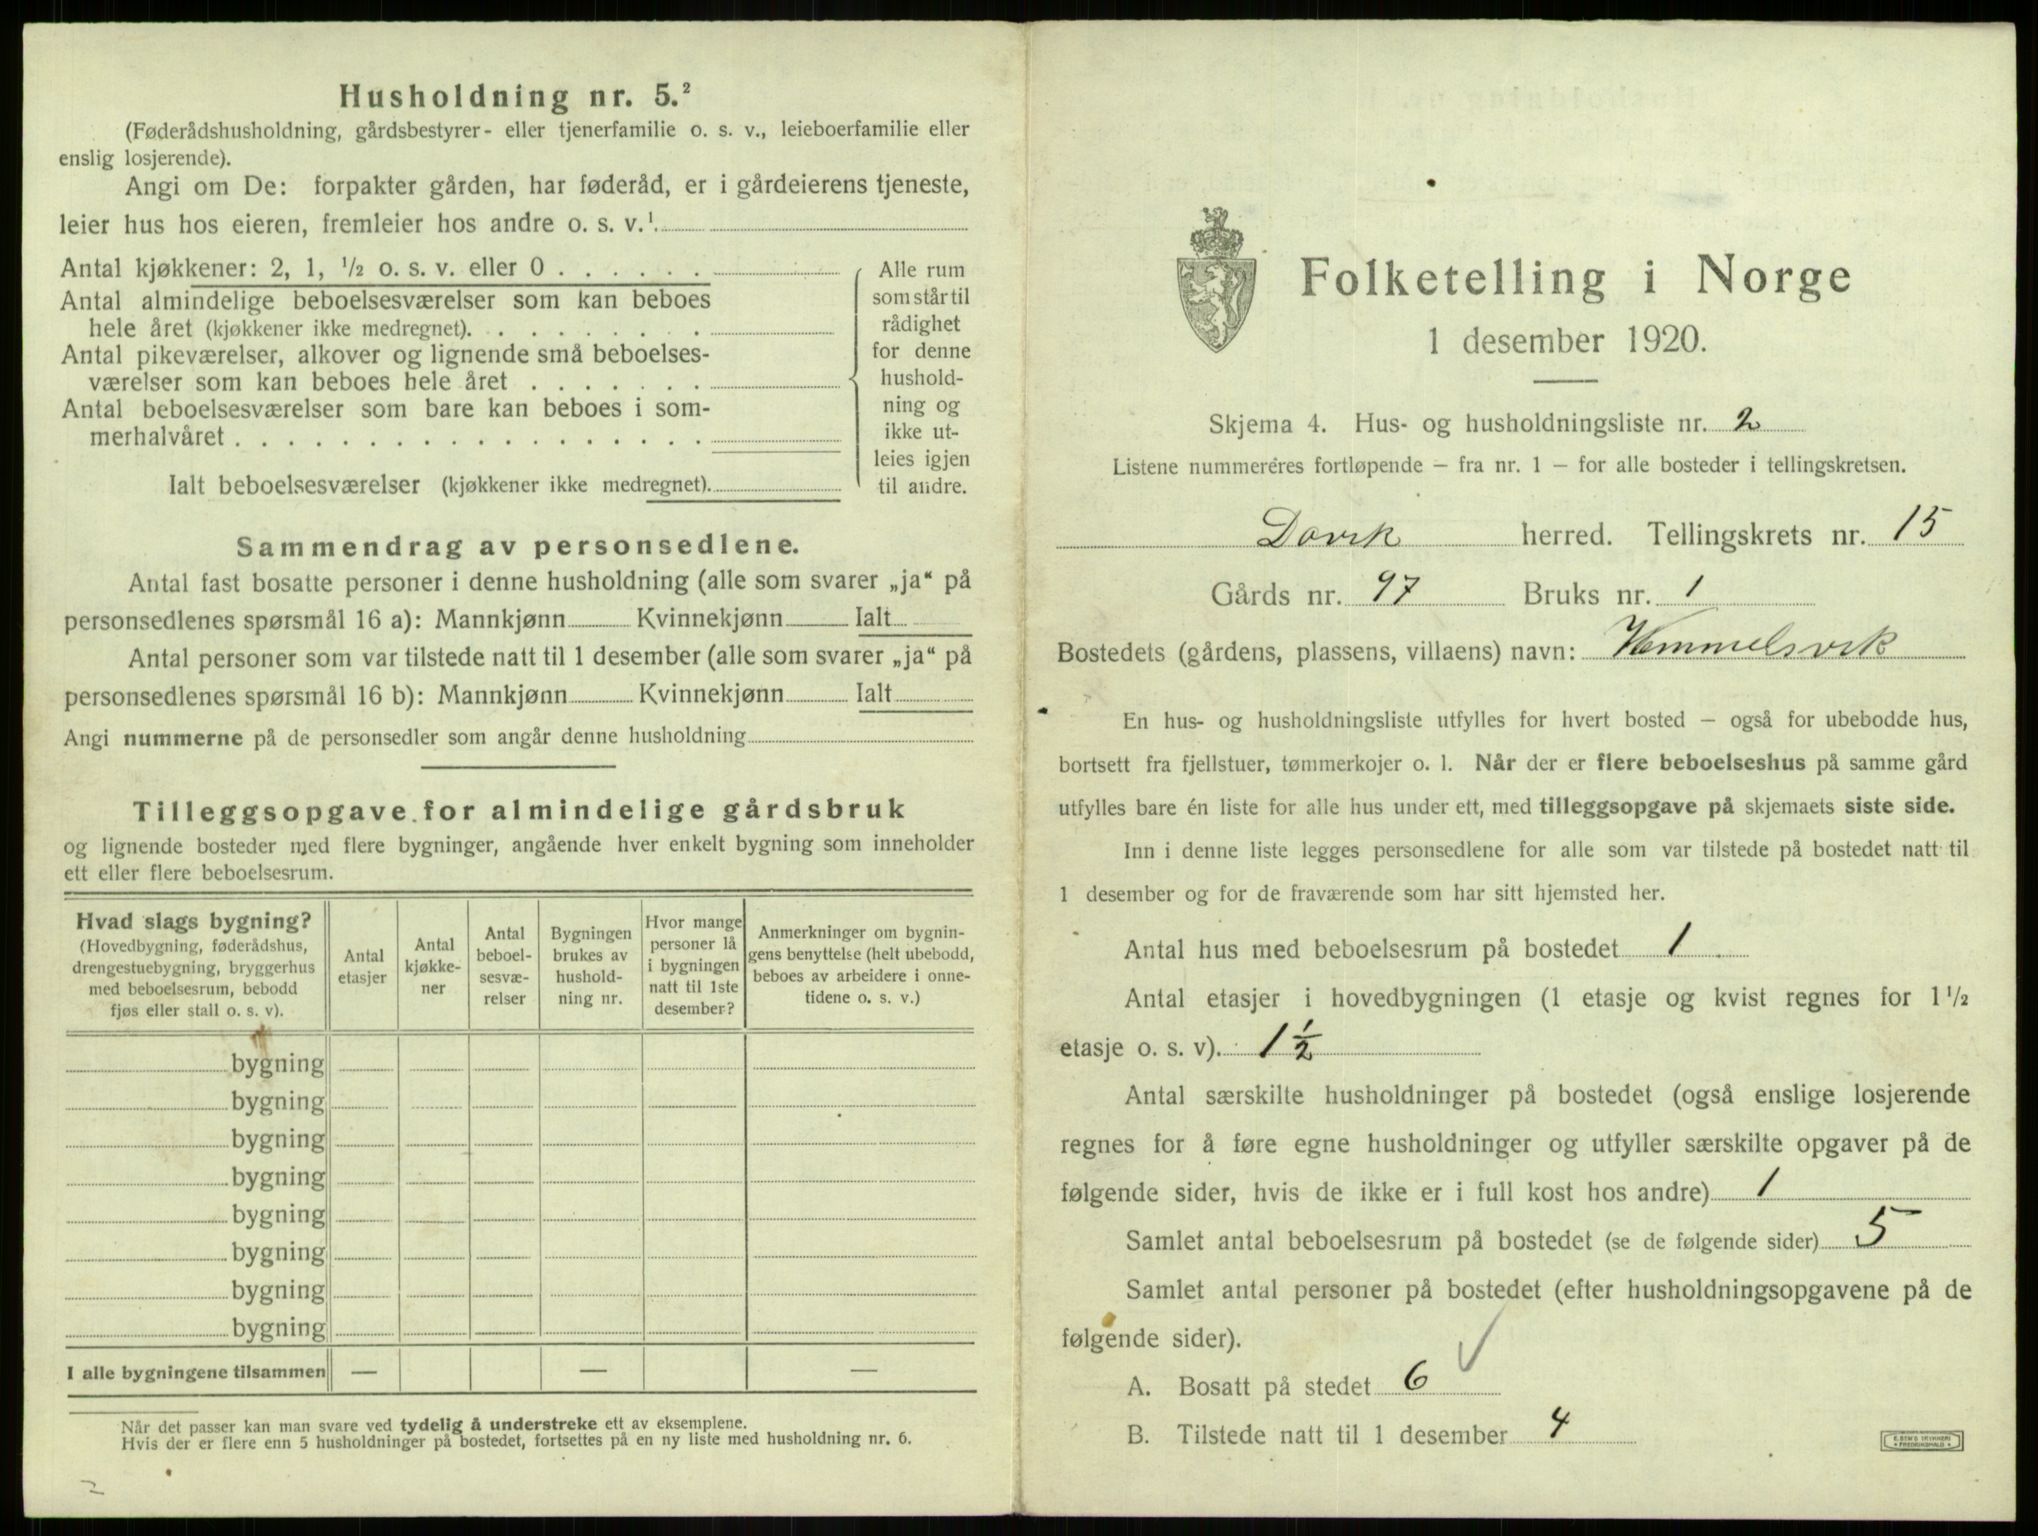 Husholdning nr. 5.²
(Føderådshusholdning, gårdsbestyrer- eller tjenerfamilie o. s. v., leieboerfamilie eller
enslig losjerende).
Angi om De: forpakter gården, har føderåd, er i gårdeierens tjeneste,
leier hus hos eieren, fremleier hos andre o. s. v.¹
Antal kjøkkener: 2, 1, ½ o. s. v. eller 0 . . . . . .
Antal almindelige beboelsesværelser som kan beboes
hele året (kjøkkener ikke medregnet). . . . . . . . .
Antal pikeværelser, alkover og lignende små beboelses-
værelser som kan beboes hele året . . . . . . .
Antal beboelsesværelser som bare kan beboes i som-
merhalvåret . . . . . . . . . . . . . . . . . .
Ialt beboelsesværelser (kjøkkener ikke medregnet).
Alle rum
som står til
rådighet
for denne
hushold-
ning og
ikke ut-
leies igjen
til andre.
Sammendrag av personsedlene.
Antal fast bosatte personer i denne husholdning (alle som svarer „ja“ på
personsedlenes spørsmål 16 a): Mannkjønn Kvinnekjønn Ialt
Antal personer som var tilstede natt til 1 desember (alle som svarer „ja“ på
personsedlenes spørsmål 16 b): Mannkjønn Kvinnekjønn Ialt
Angi nummerne på de personsedler som angår denne husholdning
Tilleggsopgave for almindelige gårdsbruk
og lignende bosteder med flere bygninger, angående hver enkelt bygning som inneholder
ett eller flere beboelsesrum.
Hvad slags bygning?
(Hovedbygning, føderådshus,
drengestuebygning, bryggerhus
med beboelsesrum, bebodd
fjøs eller stall o. s. v).
Antal
etasjer
Antal
kjøkke-
ner
Antal
beboel-
sesvæ-
relser
Bygningen
brukes av
hushold-
ning nr.
Hvor mange
personer lå
i bygningen
natt til 1ste
desember?
Anmerkninger om bygnin-
gens benyttelse (helt ubebodd,
beboes av arbeidere i onne-
tidene o. s. v.)
bygning
bygning
bygning
bygning
bygning
bygning
bygning
bygning
I alle bygningene tilsammen — — —
Når det passer kan man svare ved tydelig å understreke ett av eksemplene.
Hvis der er flere enn 5 husholdninger på bostedet, fortsettes på en ny liste med husholdning nr. 6.
Folketelling i Norge
1 desember 1920.
Skjema 4. Hus- og husholdningsliste nr. 2
Listene nummereres fortløpende – fra nr. 1 – for alle bosteder i tellingskretsen.
Davik herred. Tellingskrets nr. 15
Gårds nr. 97 Bruks nr. 1
Bostedets (gårdens, plassens, villaens) navn: Hommelsvik
En hus- og husholdningsliste utfylles for hvert bosted – også for ubebodde hus,
bortsett fra fjellstuer, tømmerkojer o. l. Når der er flere beboelseshus på samme gård
utfylles bare én liste for alle hus under ett, med tilleggsopgave på skjemaets siste side.
Inn i denne liste legges personsedlene for alle som var tilstede på bostedet natt til
1 desember og for de fraværende som har sitt hjemsted her.
Antal hus med beboelsesrum på bostedet 1
Antal etasjer i hovedbygningen (1 etasje og kvist regnes for 1½
etasje o. s. v). 1½
Antal særskilte husholdninger på bostedet (også enslige losjerende
regnes for å føre egne husholdninger og utfyller særskilte opgaver på de
følgende sider, hvis de ikke er i full kost hos andre) 1
Samlet antal beboelsesrum på bostedet (se de følgende sider) 5
Samlet antal personer på bostedet (efter husholdningsopgavene på de
følgende sider).
A. Bosatt på stedet 6
B. Tilstede natt til 1 desember 4